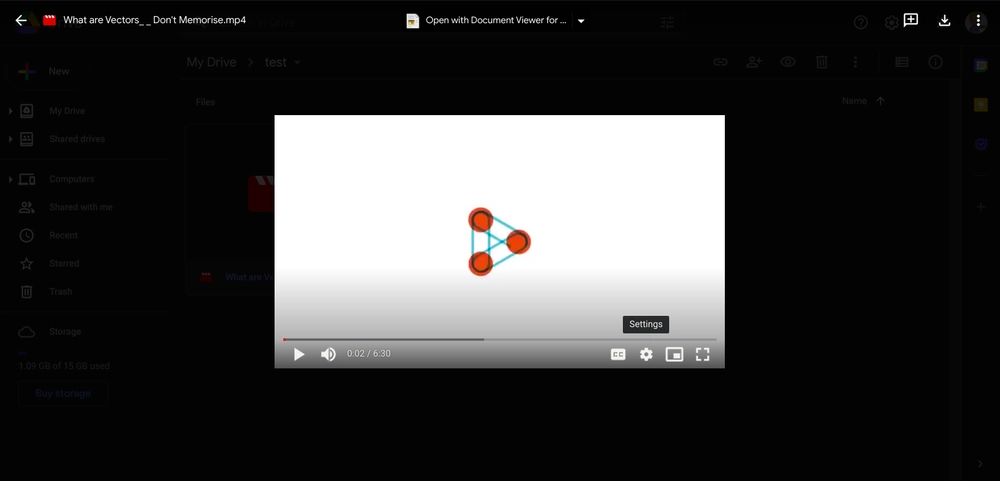 What are Vectors_ _ Don't Memorise.mp4
Open with Document Viewer for ...
New
My Drive
test
My Drive
Shared drives
Files
Name
Computers
Shared with me
Recent
Starred
Trash
What are Ve
Storage
1.09 GB of 15 GB used
Buy storage
Settings
0:02 / 6:30
CC